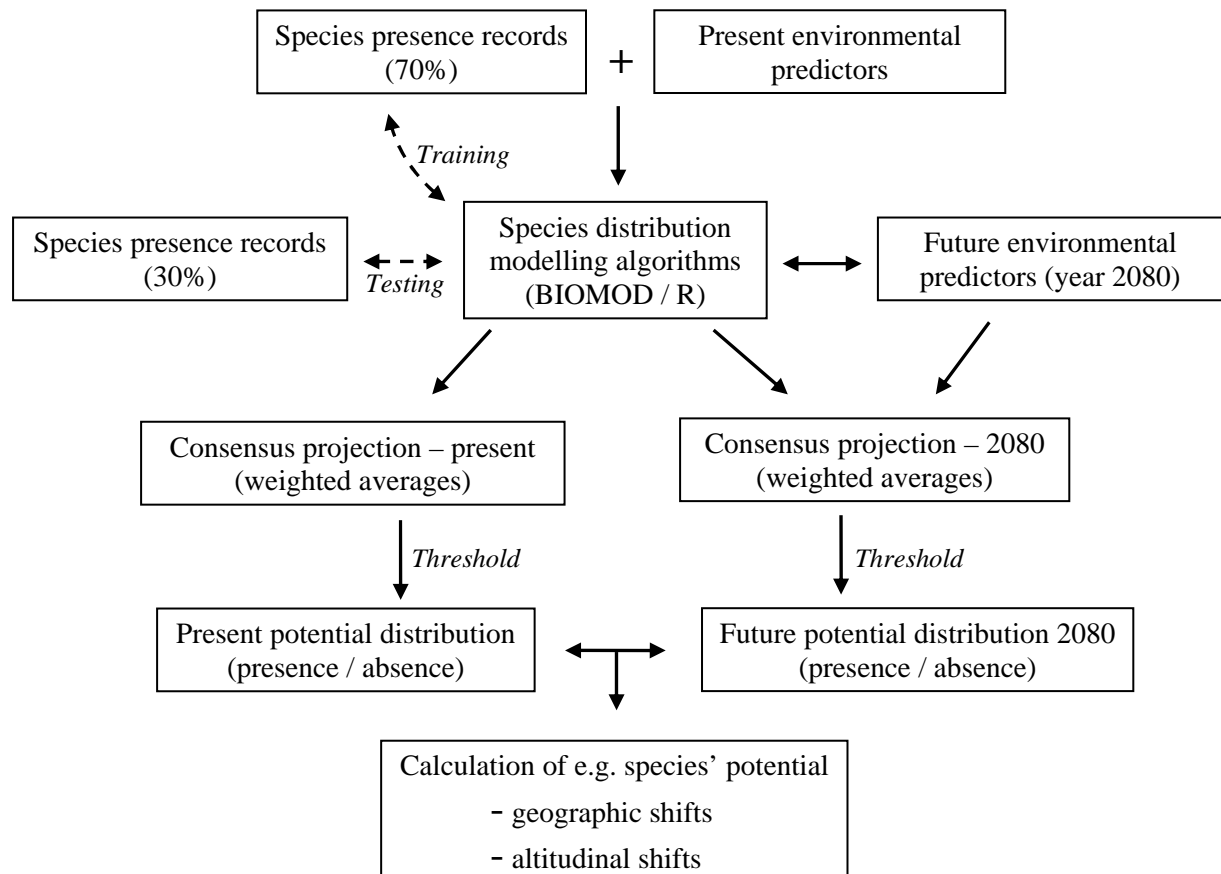 Species presence records
(70%)
+
Present environmental
predictors
Training
Species presence records
(30%)
Testing
Species distribution
modelling algorithms
(BIOMOD / R)
Future environmental
predictors (year 2080)
Consensus projection – present
(weighted averages)
Consensus projection – 2080
(weighted averages)
Threshold
Threshold
Present potential distribution
(presence / absence)
Future potential distribution 2080
(presence / absence)
Calculation of e.g. species’ potential
- geographic shifts
- altitudinal shifts